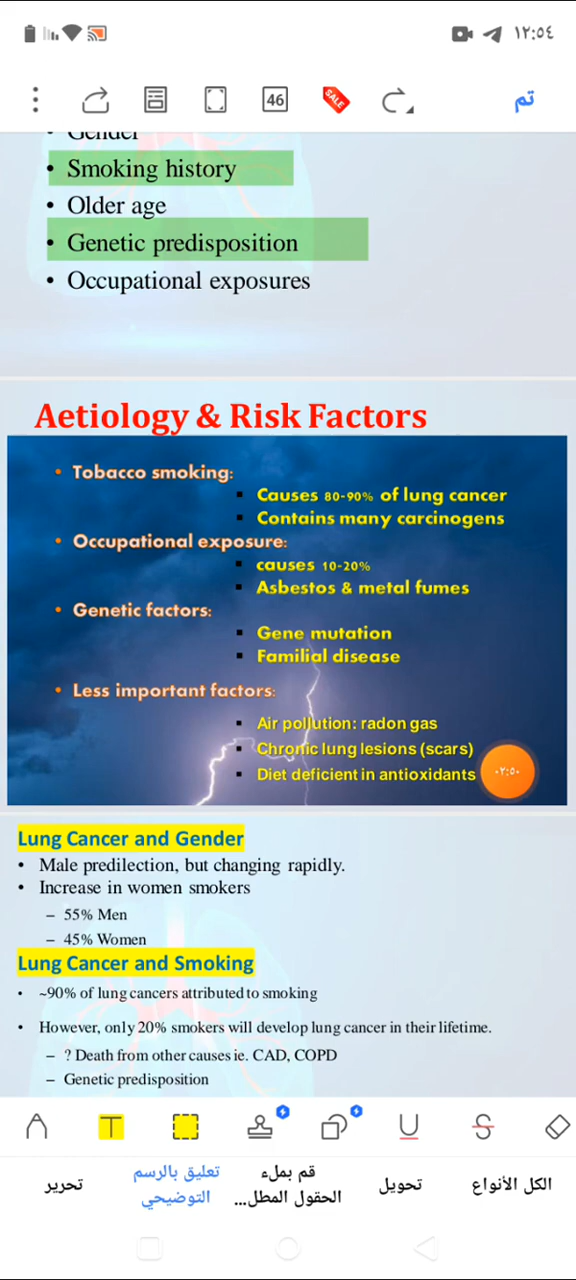 ١٢:٥٤
46
SALE
تم
• Gender
• Smoking history
• Older age
• Genetic predisposition
• Occupational exposures
Aetiology & Risk Factors
• Tobacco smoking:
▪ Causes 80-90% of lung cancer
▪ Contains many carcinogens
• Occupational exposure:
▪ causes 10-20%
▪ Asbestos & metal fumes
• Genetic factors:
▪ Gene mutation
▪ Familial disease
• Less important factors:
▪ Air pollution: radon gas
▪ Chronic lung lesions (scars)
▪ Diet deficient in antioxidants
٠٢:٥٠
Lung Cancer and Gender
• Male predilection, but changing rapidly.
• Increase in women smokers
– 55% Men
– 45% Women
Lung Cancer and Smoking
• ~90% of lung cancers attributed to smoking
• However, only 20% smokers will develop lung cancer in their lifetime.
– ? Death from other causes ie. CAD, COPD
– Genetic predisposition
T
U
S
الكل الأنواع
تحويل
قم بملء
الحقول المطل...
تعليق بالرسم
التوضيحي
تحرير